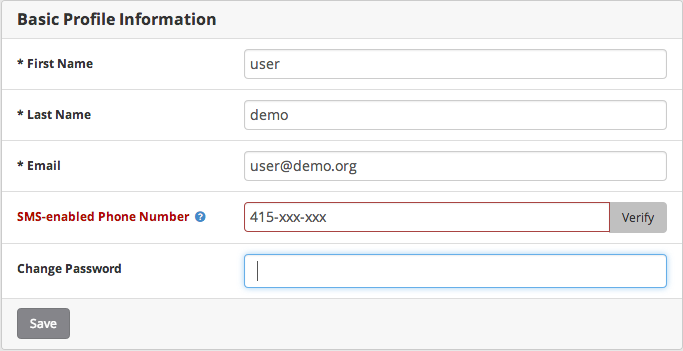 Basic Profile Information
* First Name user
* Last Name demo
* Email user@demo.org
SMS-enabled Phone Number ? 415-xxx-xxx Verify
Change Password
Save